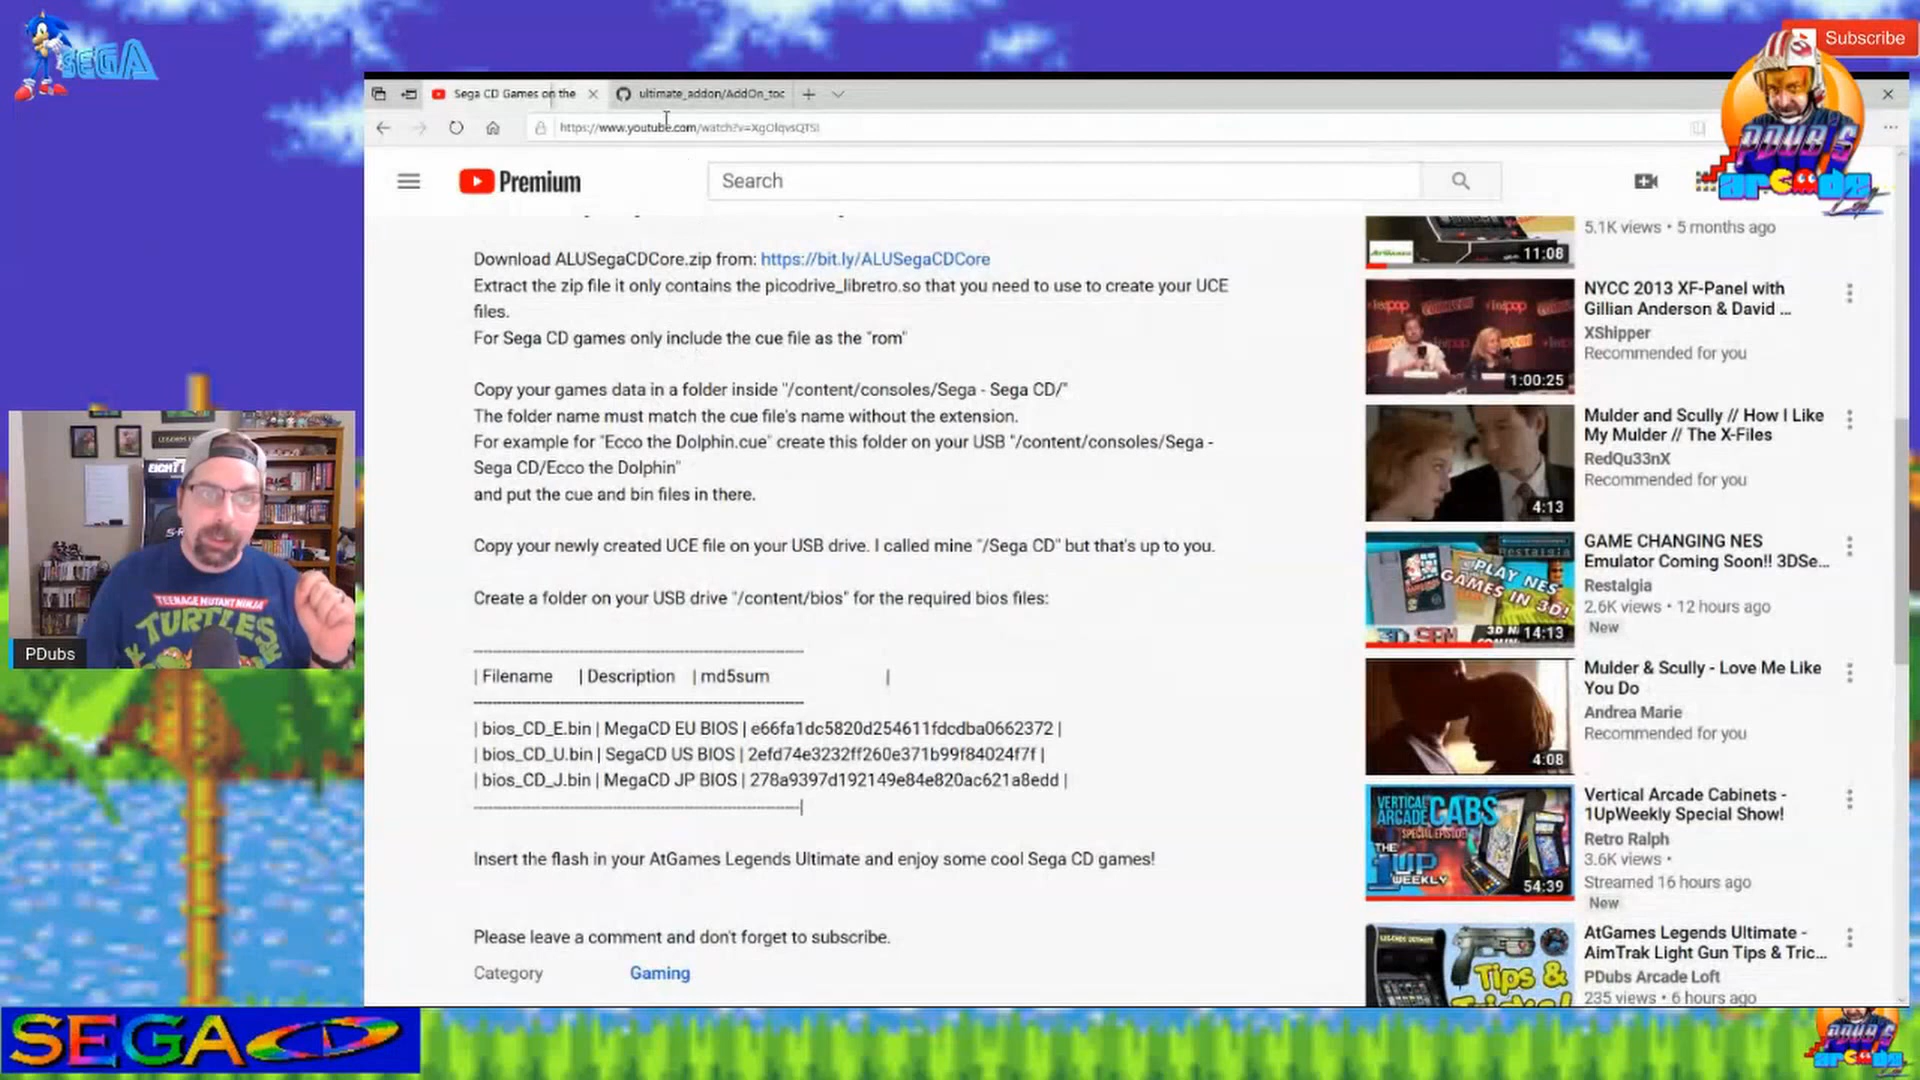 SEGA
Subscribe
PDUB'S
arcade
Loft
Sega CD Games on the
ultimate_addon/AddOn_toc
Premium
Search
Download ALUSegaCDCore.zip from: https://bit.ly/ALUSegaCDCore
Extract the zip file it only contains the picodrive_libretro.so that you need to use to create your UCE
files.
For Sega CD games only include the cue file as the "rom"
Copy your games data in a folder inside "/content/consoles/Sega - Sega CD/"
The folder name must match the cue file's name without the extension.
For example for "Ecco the Dolphin.cue" create this folder on your USB "/content/consoles/Sega -
Sega CD/Ecco the Dolphin"
and put the cue and bin files in there.
Copy your newly created UCE file on your USB drive. I called mine "/Sega CD" but that's up to you.
Create a folder on your USB drive "/content/bios" for the required bios files:
| Filename | Description | md5sum |
| bios_CD_E.bin | MegaCD EU BIOS | e66fa1dc5820d254611fdcdba0662372 |
| bios_CD_U.bin | SegaCD US BIOS | 2efd74e3232ff260e371b99f84024f7f |
| bios_CD_J.bin | MegaCD JP BIOS | 278a9397d192149e84e820ac621a8edd |
Insert the flash in your AtGames Legends Ultimate and enjoy some cool Sega CD games!
Please leave a comment and don't forget to subscribe.
Category Gaming
5.1K views • 5 months ago
11:08
NYCC 2013 XF-Panel with
Gillian Anderson & David ...
XShipper
Recommended for you
1:00:25
Mulder and Scully // How I Like
My Mulder // The X-Files
RedQu33nX
Recommended for you
4:13
GAME CHANGING NES
Emulator Coming Soon!! 3DSe...
Restalgia
2.6K views • 12 hours ago
New
PLAY NES
GAMES IN 3D!
14:13
Mulder & Scully - Love Me Like
You Do
Andrea Marie
Recommended for you
4:08
Vertical Arcade Cabinets -
1UpWeekly Special Show!
Retro Ralph
3.6K views •
Streamed 16 hours ago
New
VERTICAL
ARCADE CABS
SPECIAL EPISODE
THE
1UP
WEEKLY
54:39
AtGames Legends Ultimate -
AimTrak Light Gun Tips & Tric...
PDubs Arcade Loft
235 views • 6 hours ago
Tips &
TEENAGE MUTANT NINJA
TURTLES
PDubs
SEGA CD
PDUB'S
arcade